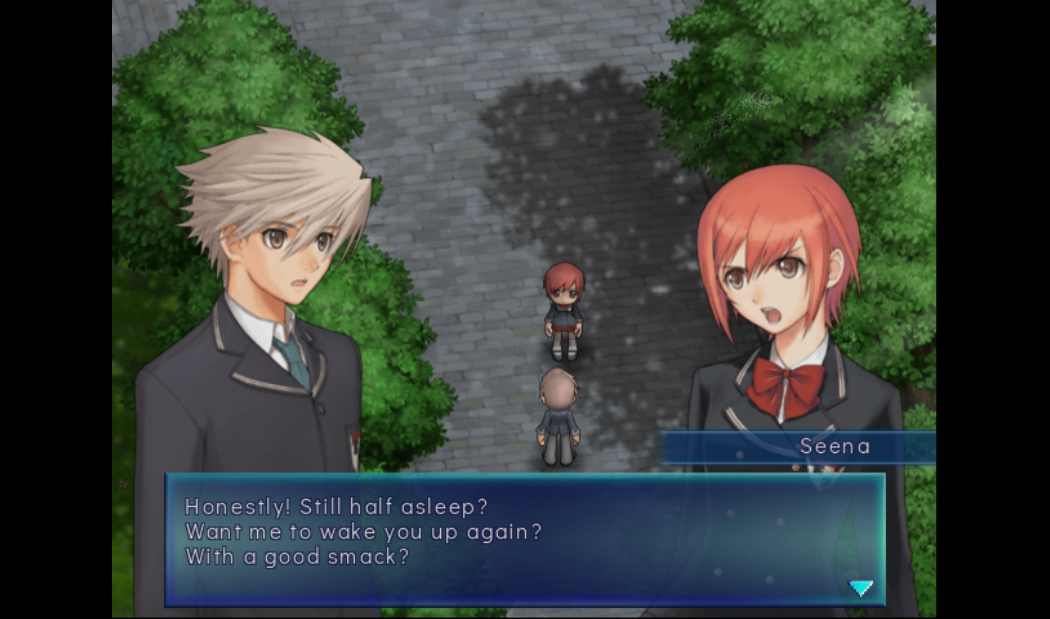 Seena
Honestly! Still half asleep?
Want me to wake you up again?
With a good smack?